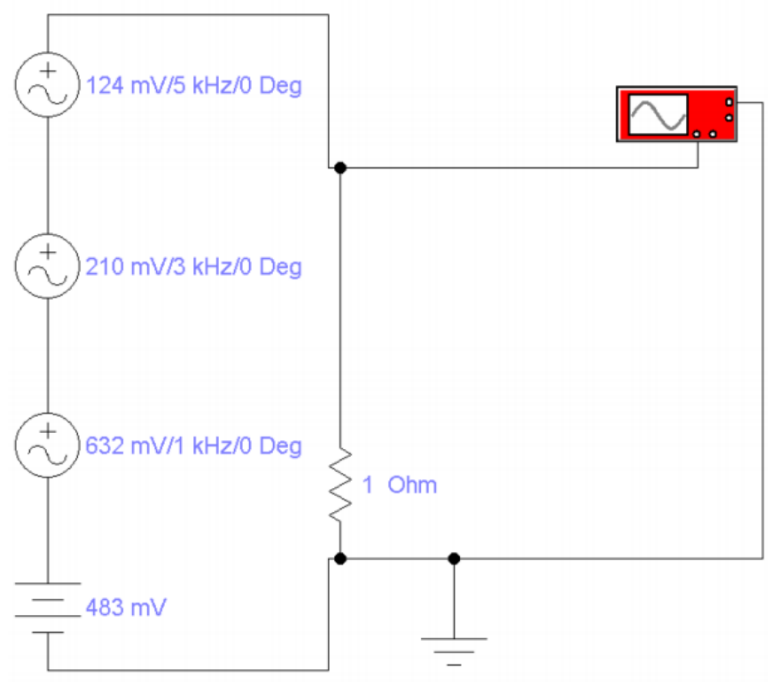 124 mV/5 kHz/0 Deg
210 mV/3 kHz/0 Deg
632 mV/1 kHz/0 Deg
1 Ohm
483 mV